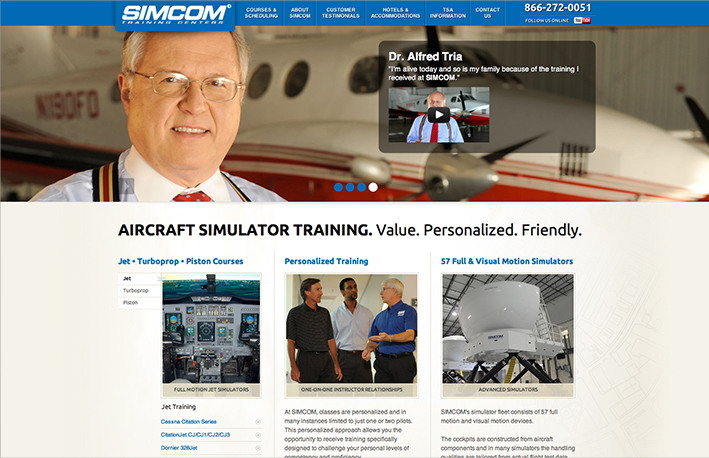 SIMCOM
TRAINING CENTERS
COURSES &
SCHEDULING
ABOUT
SIMCOM
CUSTOMER
TESTIMONIALS
HOTELS &
ACCOMMODATIONS
TSA
INFORMATION
CONTACT
US
866-272-0051
FOLLOW US ONLINE YouTube
N190FD
Dr. Alfred Tria
"I'm alive today and so is my family because of the training I
received at SIMCOM."
AIRCRAFT SIMULATOR TRAINING. Value. Personalized. Friendly.
Jet • Turboprop • Piston Courses
Jet
Turboprop
Piston
FULL MOTION JET SIMULATORS
Jet Training
Cessna Citation Series
CitationJet CJ/CJ1/CJ2/CJ3
Dornier 328Jet
Personalized Training
ONE-ON-ONE INSTRUCTOR RELATIONSHIPS
At SIMCOM, classes are personalized and in
many instances limited to just one or two pilots.
This personalized approach allows you the
opportunity to receive training specifically
designed to challenge your personal levels of
competency and proficiency.
57 Full & Visual Motion Simulators
SIMCOM
ADVANCED SIMULATORS
SIMCOM's simulator fleet consists of 57 full
motion and visual motion devices.
The cockpits are constructed from aircraft
components and in many simulators the handling
qualities are tailored from actual flight test data